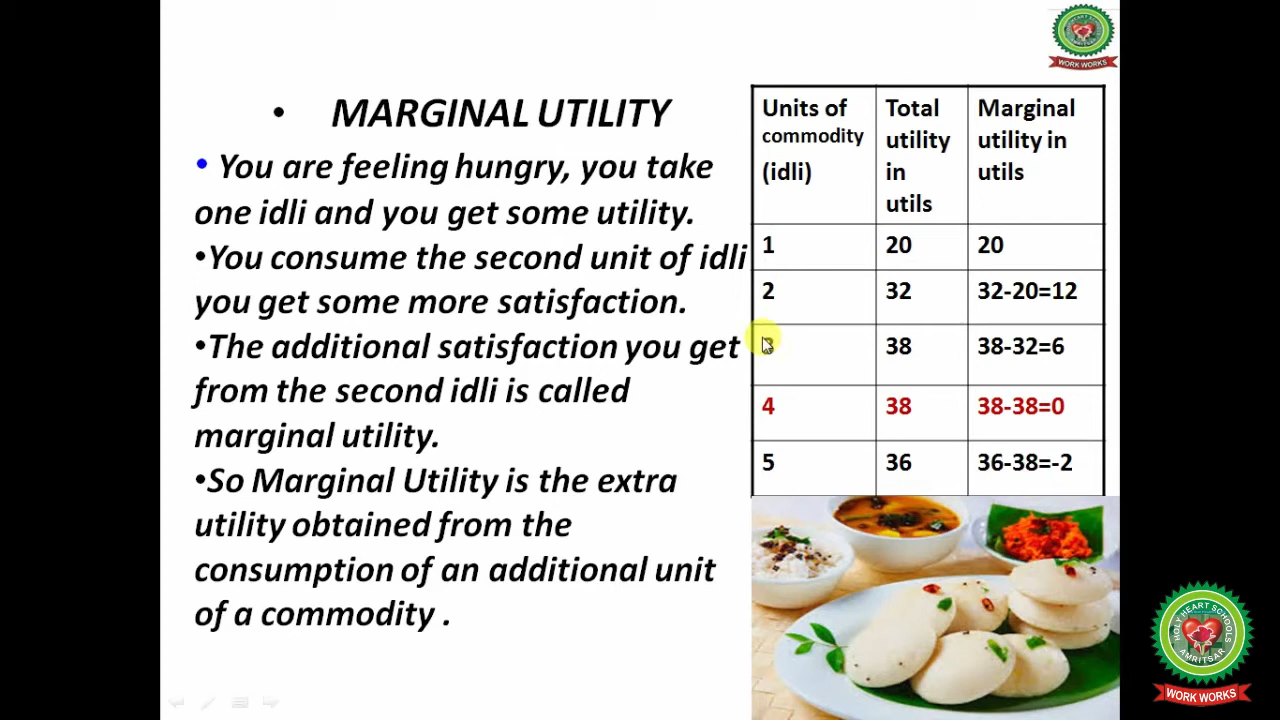 WORK WORKS
• MARGINAL UTILITY
• You are feeling hungry, you take
one idli and you get some utility.
•You consume the second unit of idli
you get some more satisfaction.
•The additional satisfaction you get
from the second idli is called
marginal utility.
•So Marginal Utility is the extra
utility obtained from the
consumption of an additional unit
of a commodity .
Units of
commodity
(idli)
Total
utility
in
utils
Marginal
utility in
utils
1 20 20
2 32 32-20=12
38 38-32=6
4 38 38-38=0
5 36 36-38=-2
HOLY HEART SCHOOLS
AMRITSAR
WORK WORKS